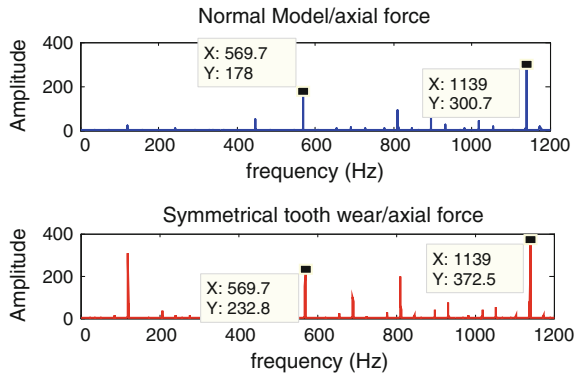 Normal Model/axial force
400
200
0
Amplitude
X: 569.7
Y: 178
X: 1139
Y: 300.7
0 200 400 600 800 1000 1200
frequency (Hz)
Symmetrical tooth wear/axial force
400
200
0
Amplitude
X: 569.7
Y: 232.8
X: 1139
Y: 372.5
0 200 400 600 800 1000 1200
frequency (Hz)